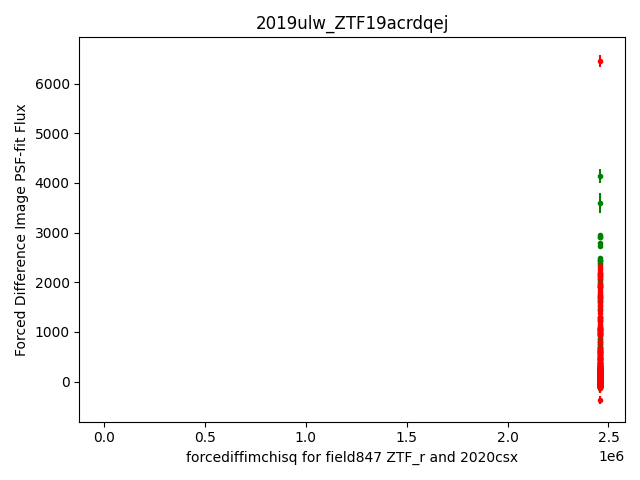 2019ulw_ZTF19acrdqej
Forced Difference Image PSF-fit Flux
6000
5000
4000
3000
2000
1000
0
0.0 0.5 1.0 1.5 2.0 2.5
1e6
forcediffimchisq for field847 ZTF_r and 2020csx